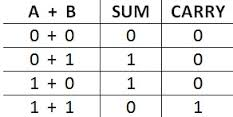 A + B SUM CARRY
0 + 0 0 0
0 + 1 1 0
1 + 0 1 0
1 + 1 0 1